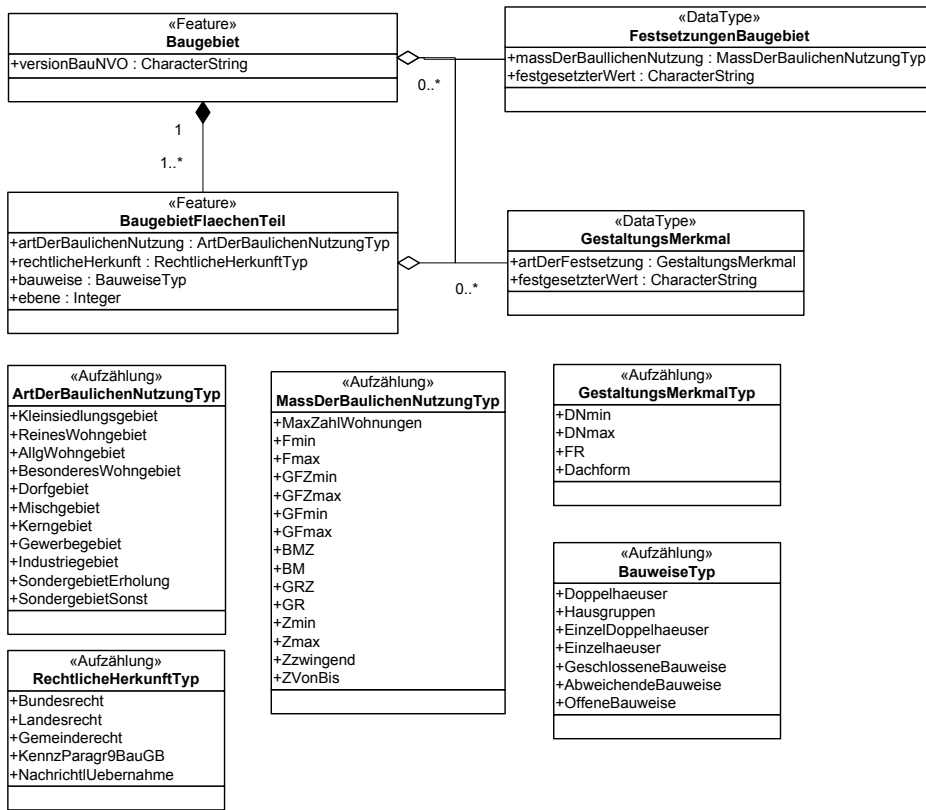 «Feature»
Baugebiet
+versionBauNVO : CharacterString
«DataType»
FestsetzungenBaugebiet
+massDerBaulichenNutzung : MassDerBaulichenNutzungTyp
+festgesetzterWert : CharacterString
0..*
1
1..*
«Feature»
BaugebietFlaechenTeil
+artDerBaulichenNutzung : ArtDerBaulichenNutzungTyp
+rechtlicheHerkunft : RechtlicheHerkunftTyp
+bauweise : BauweiseTyp
+ebene : Integer
«DataType»
GestaltungsMerkmal
+artDerFestsetzung : GestaltungsMerkmal
+festgesetzterWert : CharacterString
0..*
«Aufzählung»
ArtDerBaulichenNutzungTyp
+Kleinsiedlungsgebiet
+ReinesWohngebiet
+AllgWohngebiet
+BesonderesWohngebiet
+Dorfgebiet
+Mischgebiet
+Kerngebiet
+Gewerbegebiet
+Industriegebiet
+SondergebietErholung
+SondergebietSonst
«Aufzählung»
MassDerBaulichenNutzungTyp
+MaxZahlWohnungen
+Fmin
+Fmax
+GFZmin
+GFZmax
+GFmin
+GFmax
+BMZ
+BM
+GRZ
+GR
+Zmin
+Zmax
+Zzwingend
+ZVonBis
«Aufzählung»
GestaltungsMerkmalTyp
+DNmin
+DNmax
+FR
+Dachform
«Aufzählung»
BauweiseTyp
+Doppelhaeuser
+Hausgruppen
+EinzelDoppelhaeuser
+Einzelhaeuser
+GeschlosseneBauweise
+AbweichendeBauweise
+OffeneBauweise
«Aufzählung»
RechtlicheHerkunftTyp
+Bundesrecht
+Landesrecht
+Gemeinderecht
+KennzParagr9BauGB
+NachrichtlUebernahme